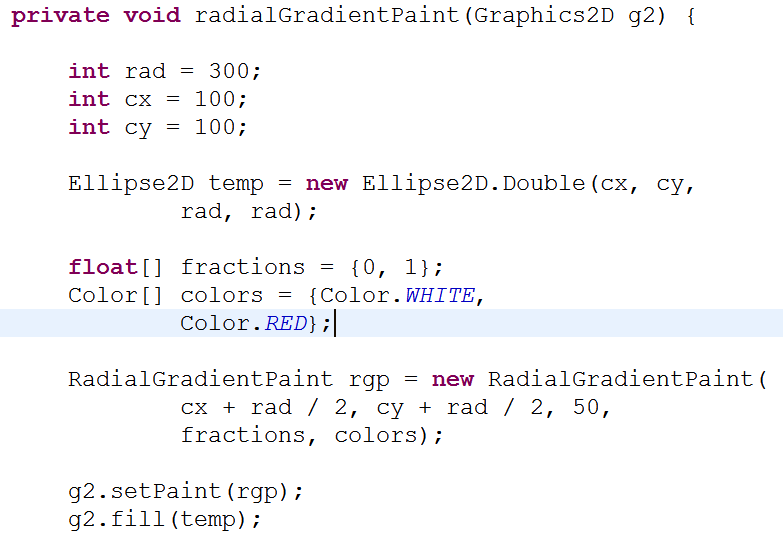 private void radialGradientPaint(Graphics2D g2) {
int rad = 300;
int cx = 100;
int cy = 100;
Ellipse2D temp = new Ellipse2D.Double(cx, cy,
rad, rad);
float[] fractions = {0, 1};
Color[] colors = {Color.WHITE,
Color.RED};
RadialGradientPaint rgp = new RadialGradientPaint(
cx + rad / 2, cy + rad / 2, 50,
fractions, colors);
g2.setPaint(rgp);
g2.fill(temp);